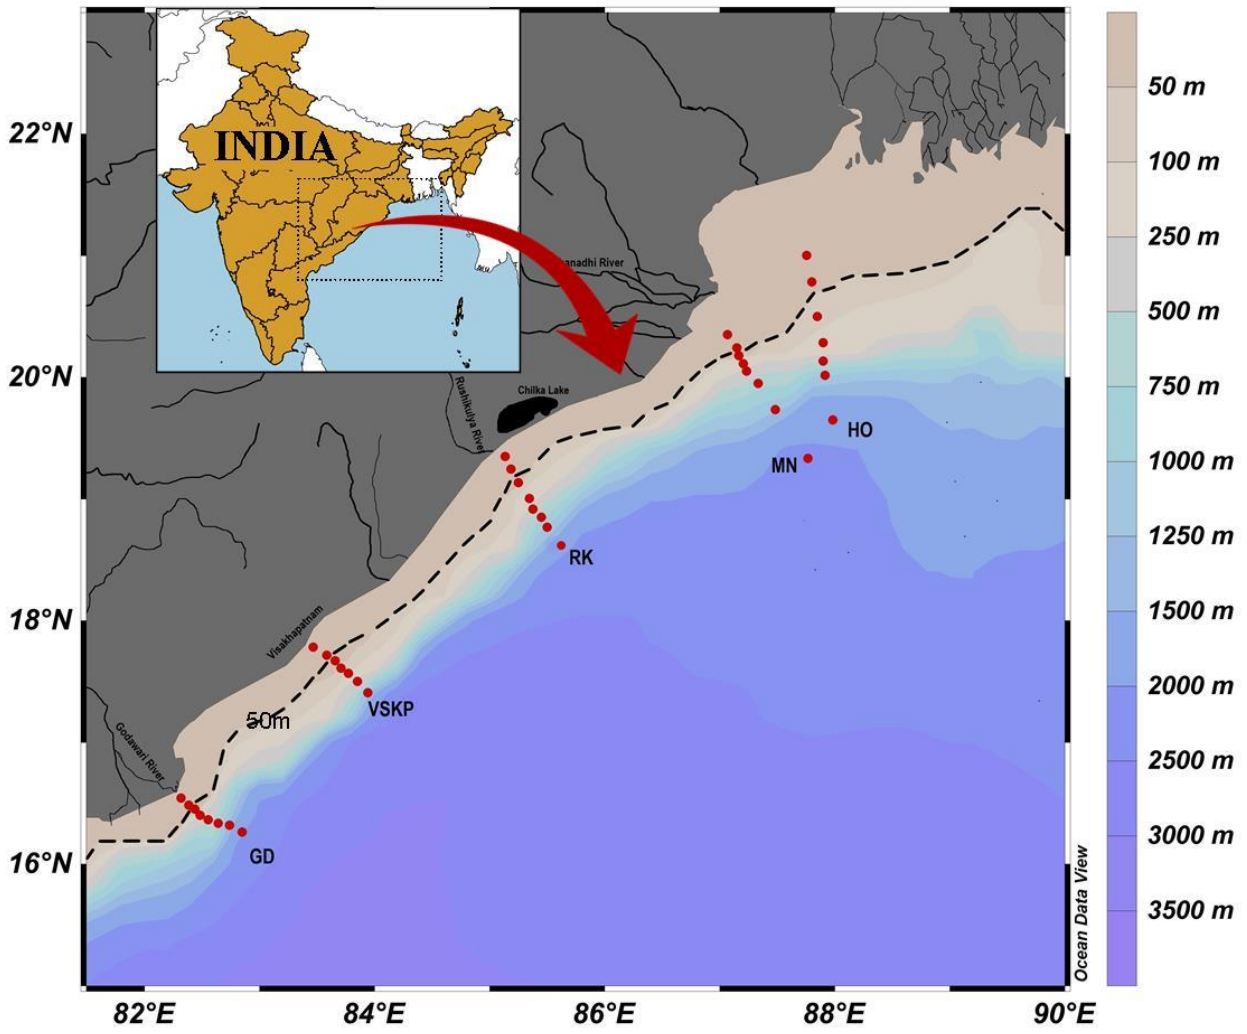 INDIA
22°N
20°N
18°N
16°N
82°E
84°E
86°E
88°E
90°E
anadhi River
Chilka Lake
Rushikulya River
Visakhapatnam
Godawari River
50m
HO
MN
RK
VSKP
GD
50 m
100 m
250 m
500 m
750 m
1000 m
1250 m
1500 m
2000 m
2500 m
3000 m
3500 m
Ocean Data View